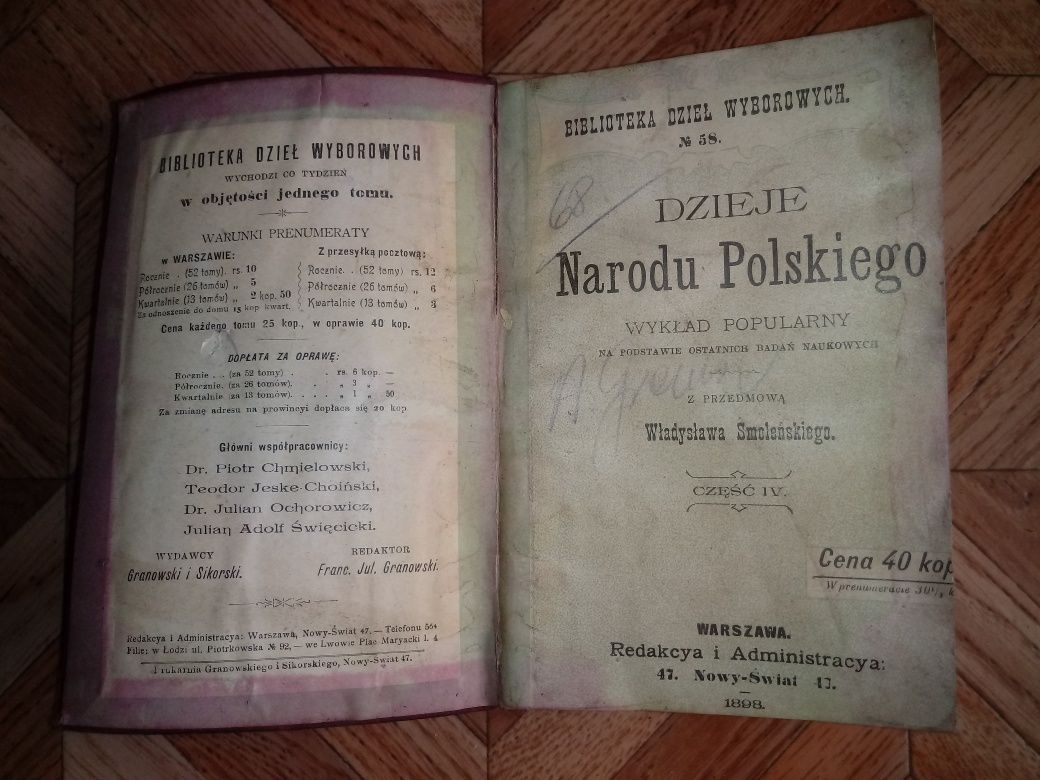 BIBLIOTEKA DZIEŁ WYBOROWYCH
WYCHODZI CO TYDZIEŃ
w objętości jednego tomu.
WARUNKI PRENUMERATY
w WARSZAWIE:
Rocznie . (52 tomy). rs. 10
Półrocznie (26 tomów) „ 5
Kwartalnie (13 tomów) „ 2 kop. 50
Za odnoszenie do domu 15 kop kwart.
Z przesyłką pocztową:
Rocznie. . (52 tomy) rs. 12
Półrocznie (26 tomów) „ 6
Kwartalnie (13 tomów) „ 3
Cena każdego tomu 25 kop., w oprawie 40 kop.
DOPŁATA ZA OPRAWĘ:
Rocznie . . (za 52 tomy) . . rs. 6 kop. —
Półrocznie. (za 26 tomów). . „ 3 „ —
Kwartalnie (za 13 tomów). . . . „ 1 „ 50
Za zmianę adresu na prowincyi dopłaca się 20 kop
Główni współpracownicy:
Dr. Piotr Chmielowski,
Teodor Jeske-Choiński,
Dr. Julian Ochorowicz,
Julian Adolf Święcicki.
WYDAWCY
Granowski i Sikorski.
REDAKTOR
Franc. Jul. Granowski.
Redakcya i Administracya: Warszawa, Nowy-Świat 47. — Telefonu 564
Filie: w Łodzi ul. Piotrkowska № 92, — we Lwowie Plac Maryacki l. 4
Drukarnia Granowskiego i Sikorskiego, Nowy-Świat 47.
BIBLIOTEKA DZIEŁ WYBOROWYCH.
№ 58.
68
DZIEJE
Narodu Polskiego
WYKŁAD POPULARNY
NA PODSTAWIE OSTATNICH BADAŃ NAUKOWYCH
Z PRZEDMOWĄ
Władysława Smoleńskiego.
CZĘŚĆ IV.
Cena 40 kop
W prenumeracie
WARSZAWA.
Redakcya i Administracya:
47. Nowy-Świat 47.
1898.